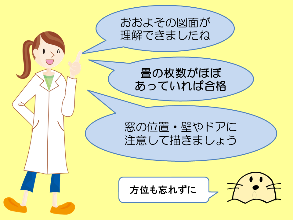 おおよその図面が
理解できましたね
畳の枚数がほぼ
あっていれば合格
窓の位置・壁やドアに
注意して描きましょう
方位も忘れずに